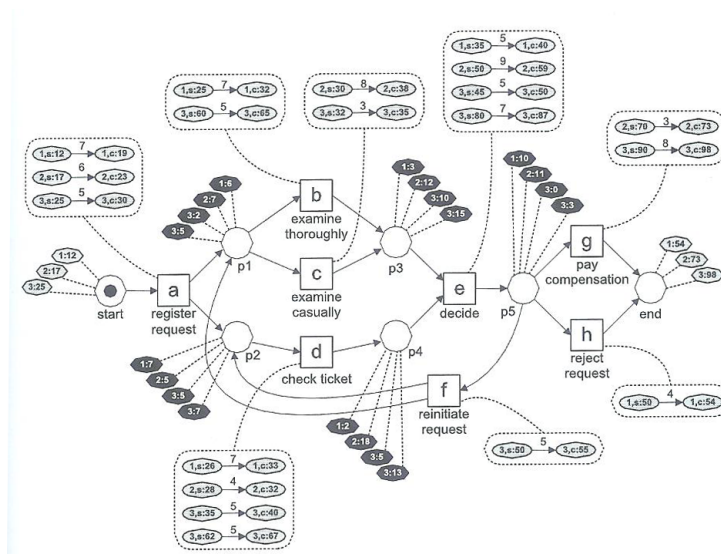 1,s:35 5 1,c:40
2,s:50 9 2,c:59
3,s:45 5 3,c:50
3,s:80 7 3,c:87
1,s:25 7 1,c:32
3,s:60 5 3,c:65
2,s:30 8 2,c:38
3,s:32 3 3,c:35
2,s:70 3 2,c:73
3,s:90 8 3,c:98
1,s:12 7 1,c:19
2,s:17 6 2,c:23
3,s:25 5 3,c:30
1:6
2:7
3:2
3:5
1:3
2:12
3:10
3:15
1:10
2:11
3:0
3:3
1:12
2:17
3:25
start
a
register
request
p1
b
examine
thoroughly
c
examine
casually
p3
e
decide
p5
g
pay
compensation
1:54
2:73
3:98
end
h
reject
request
1,s:50 4 1,c:54
p2
1:7
2:5
3:5
3:7
d
check ticket
p4
1:2
2:18
3:5
3:13
f
reinitiate
request
3,s:50 5 3,c:55
1,s:26 7 1,c:33
2,s:28 4 2,c:32
3,s:35 5 3,c:40
3,s:62 5 3,c:67